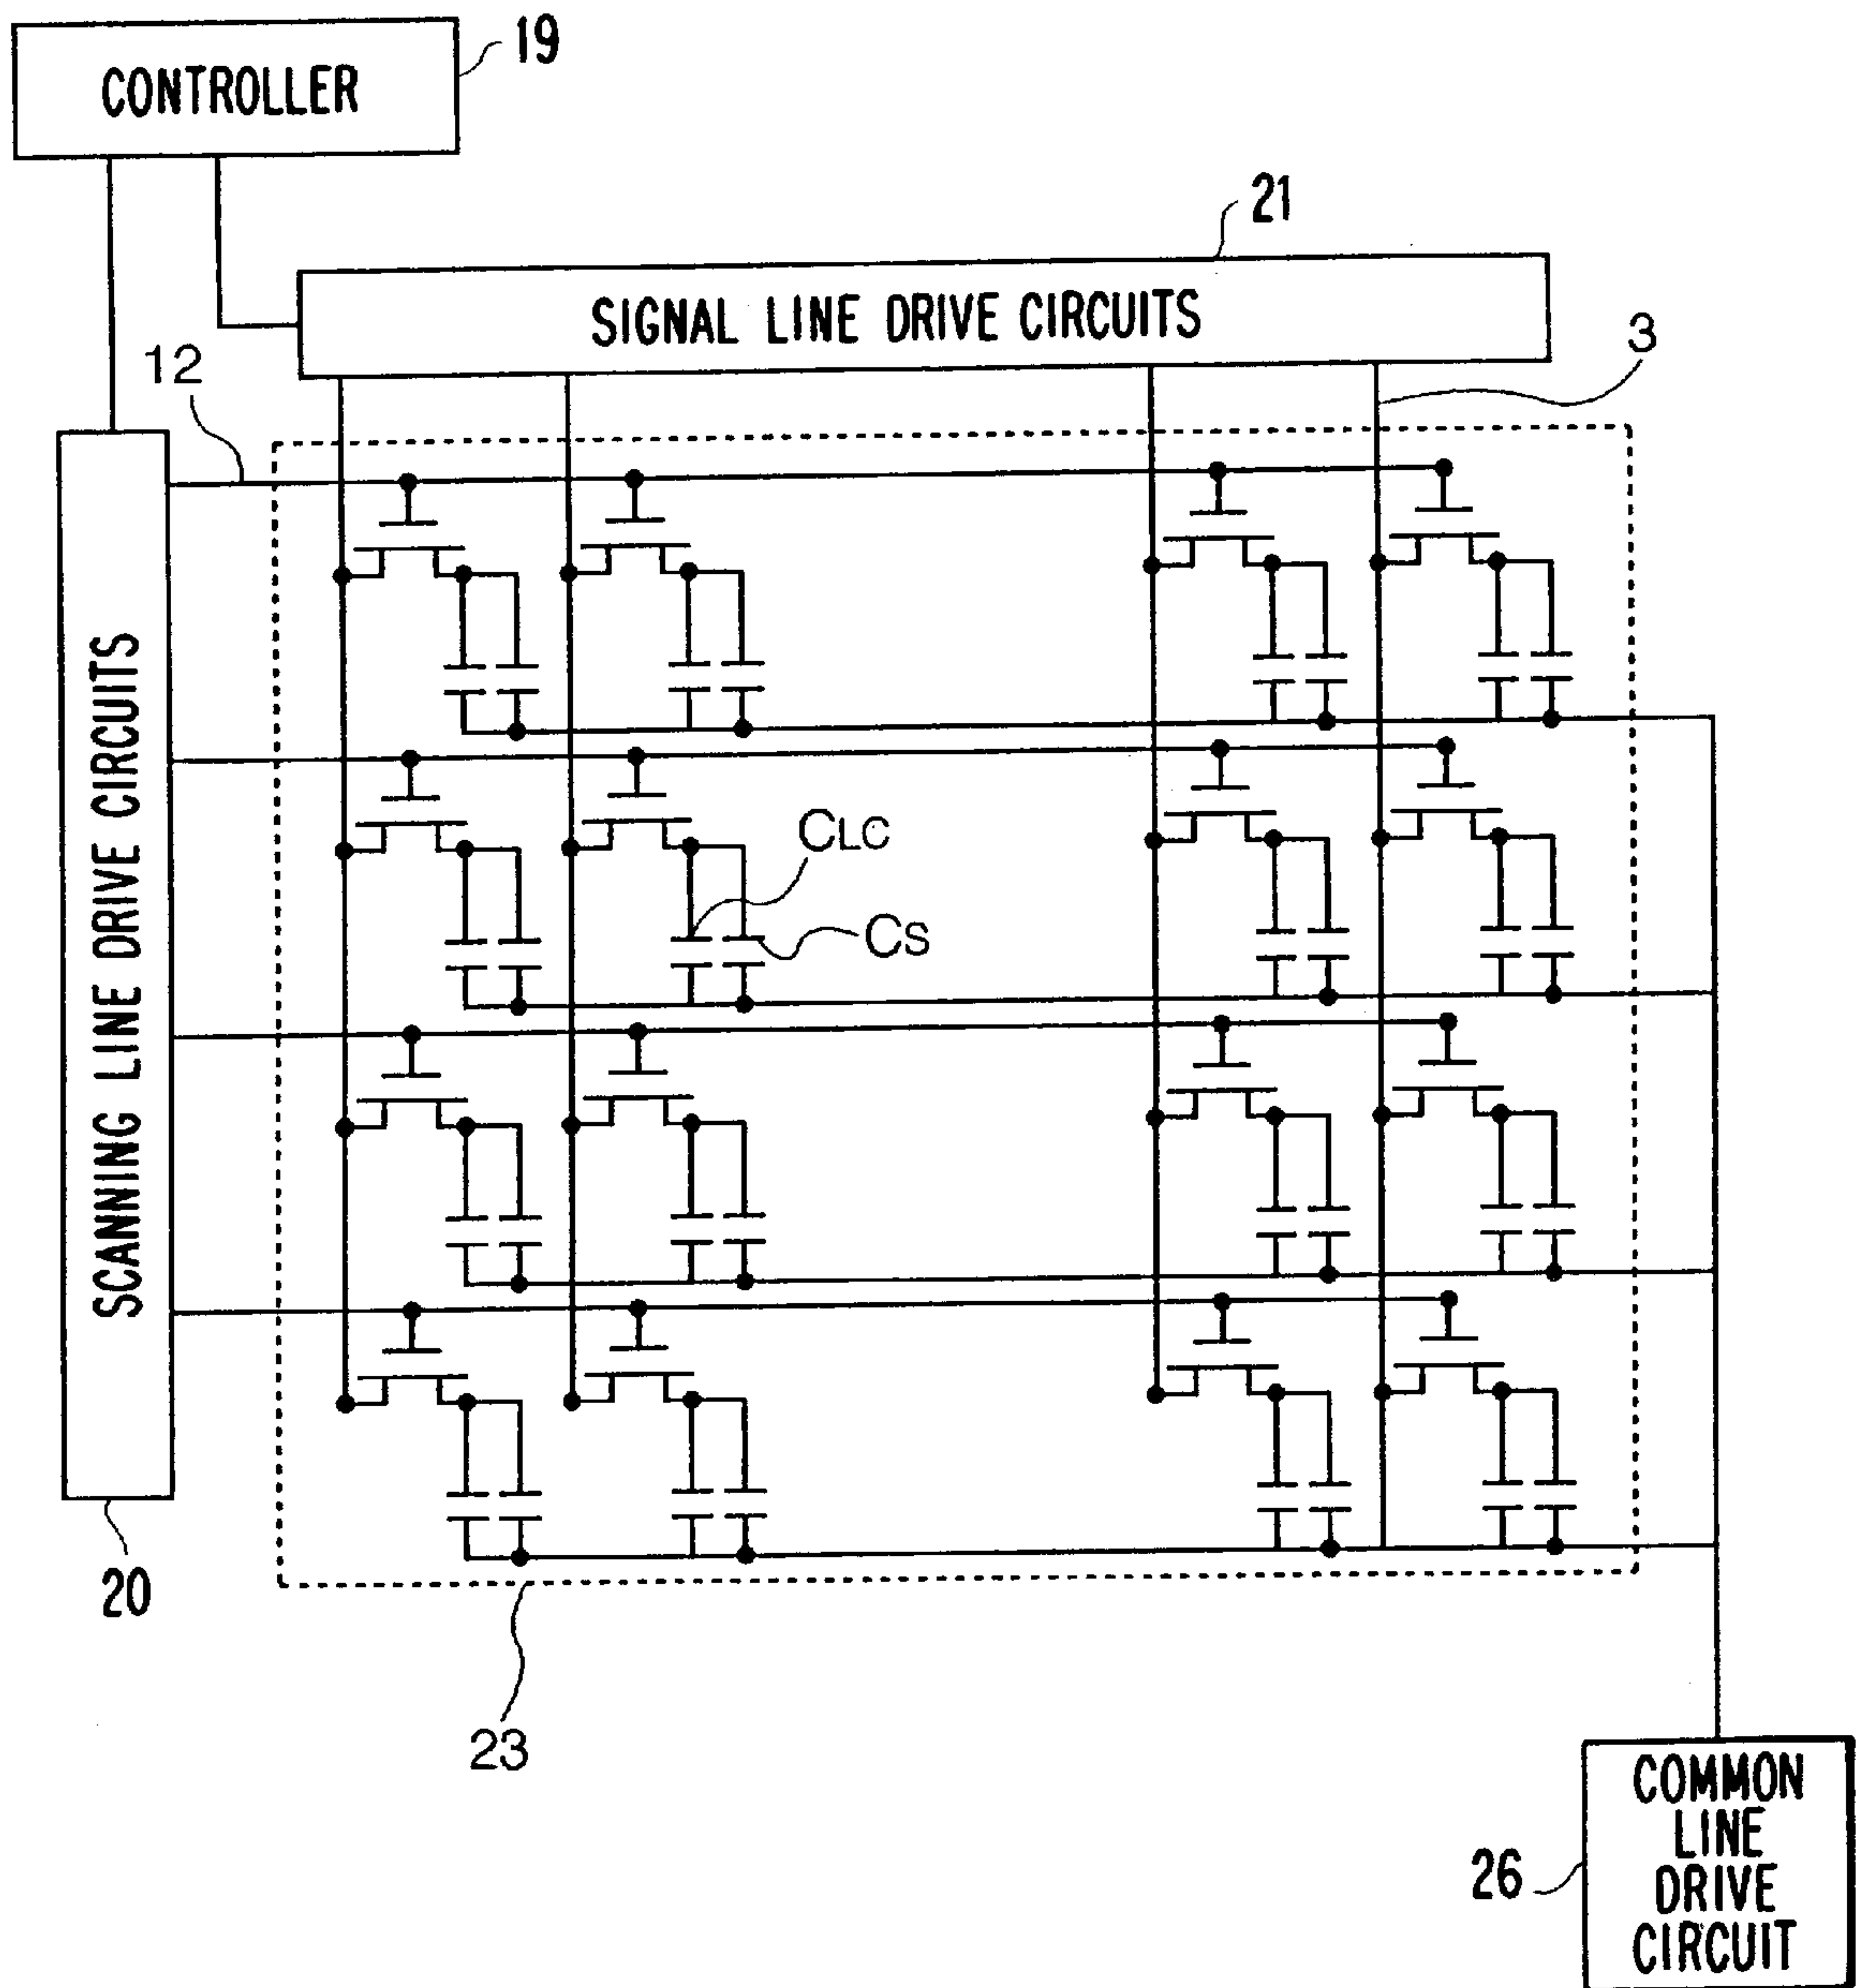 19
CONTROLLER
21
SIGNAL LINE DRIVE CIRCUITS
3
12
SCANNING LINE DRIVE CIRCUITS
CLC
CS
20
23
26
COMMON
LINE
DRIVE
CIRCUIT